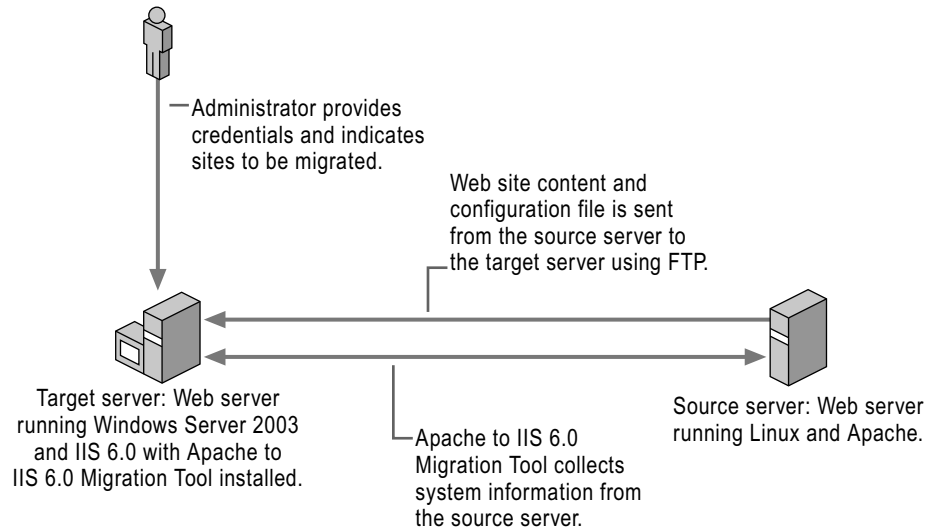 Administrator provides
credentials and indicates
sites to be migrated.
Web site content and
configuration file is sent
from the source server to
the target server using FTP.
Target server: Web server
running Windows Server 2003
and IIS 6.0 with Apache to
IIS 6.0 Migration Tool installed.
Source server: Web server
running Linux and Apache.
Apache to IIS 6.0
Migration Tool collects
system information from
the source server.